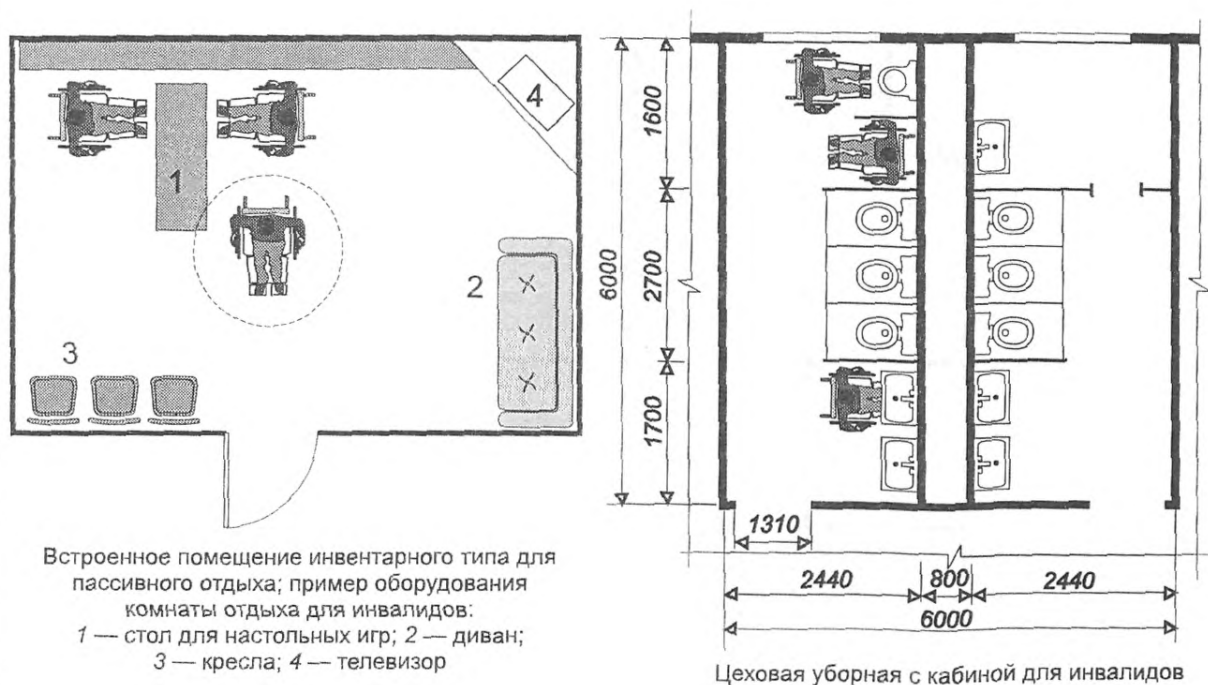 1
2
3
4
Встроенное помещение инвентарного типа для
пассивного отдыха; пример оборудования
комнаты отдыха для инвалидов:
1 — стол для настольных игр; 2 — диван;
3 — кресла; 4 — телевизор
6000
1600
2700
1700
1310
2440
800
2440
6000
Цеховая уборная с кабиной для инвалидов